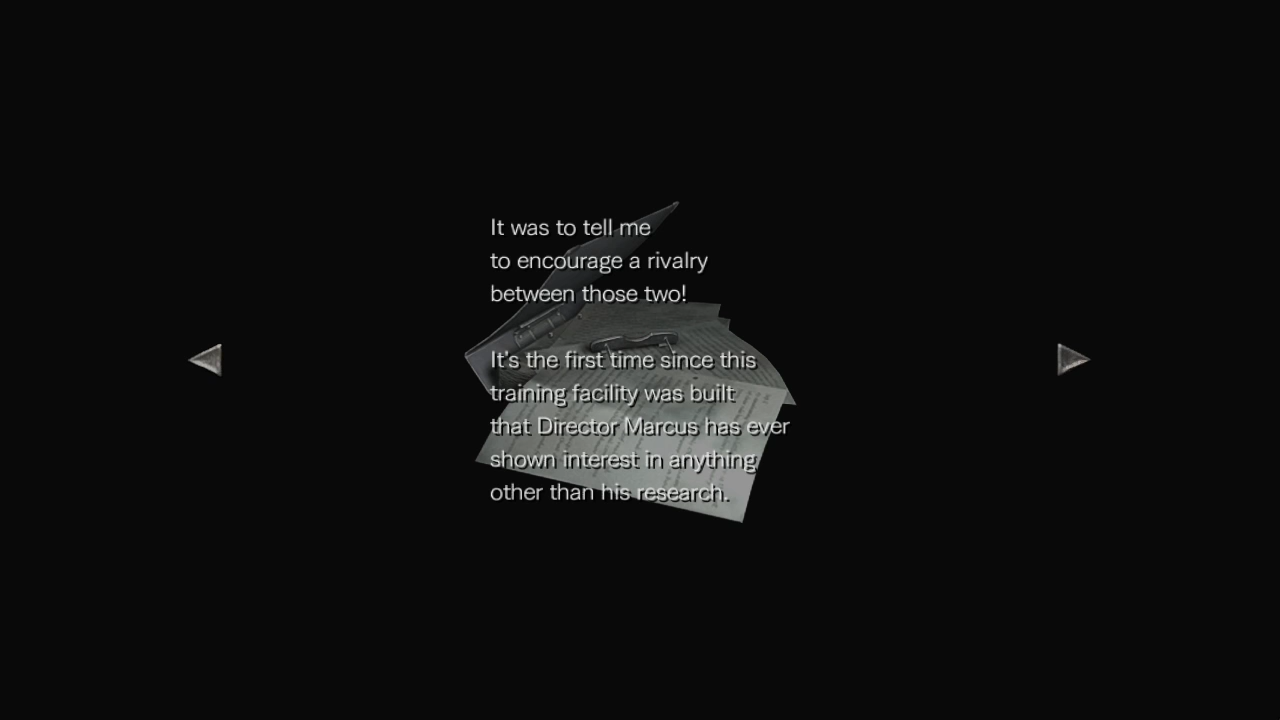 It was to tell me
to encourage a rivalry
between those two!
It's the first time since this
training facility was built
that Director Marcus has ever
shown interest in anything
other than his research.